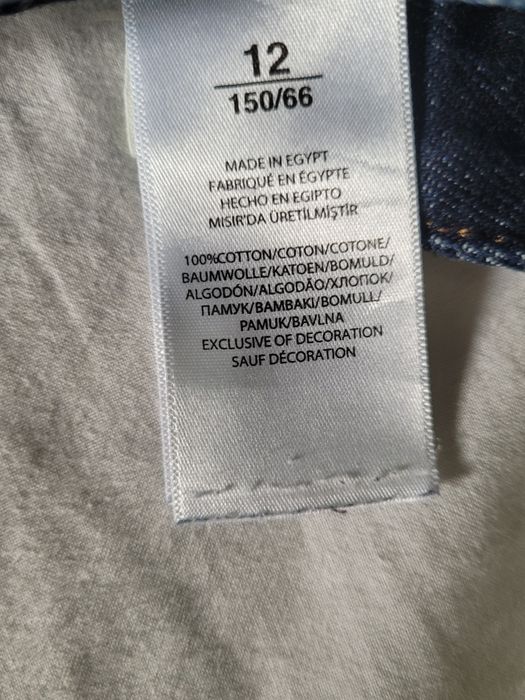 12
150/66
MADE IN EGYPT
FABRIQUÉ EN ÉGYPTE
HECHO EN EGIPTO
MISIR'DA ÜRETİLMİŞTİR
100%COTTON/COTON/COTONE/
BAUMWOLLE/KATOEN/BOMULD/
ALGODÓN/ALGODÃO/ХЛОПОК/
ПАМУК/BAMBAKI/BOMULL/
PAMUK/BAVLNA
EXCLUSIVE OF DECORATION
SAUF DÉCORATION